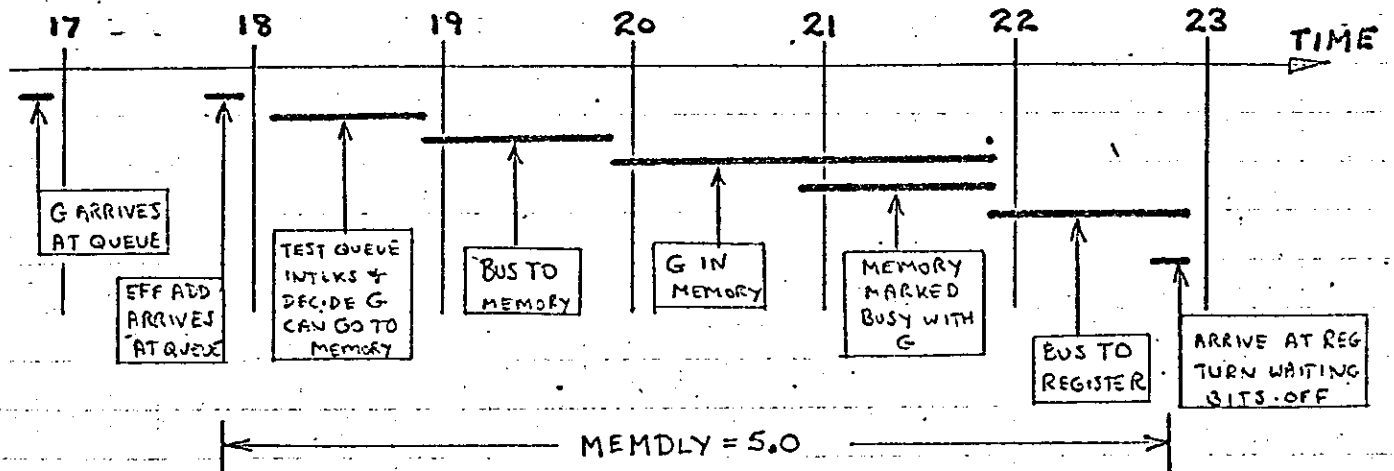 17 18 19 20 21 22 23
TIME
G ARRIVES
AT QUEUE
EFF ADD
ARRIVES
AT QUEUE
TEST QUEUE
INTLKS &
DECIDE G
CAN GO TO
MEMORY
BUS TO
MEMORY
G IN
MEMORY
MEMORY
MARKED
BUSY WITH
G
BUS TO
REGISTER
ARRIVE AT REG
TURN WAITING
BITS OFF
MEMDLY = 5.0